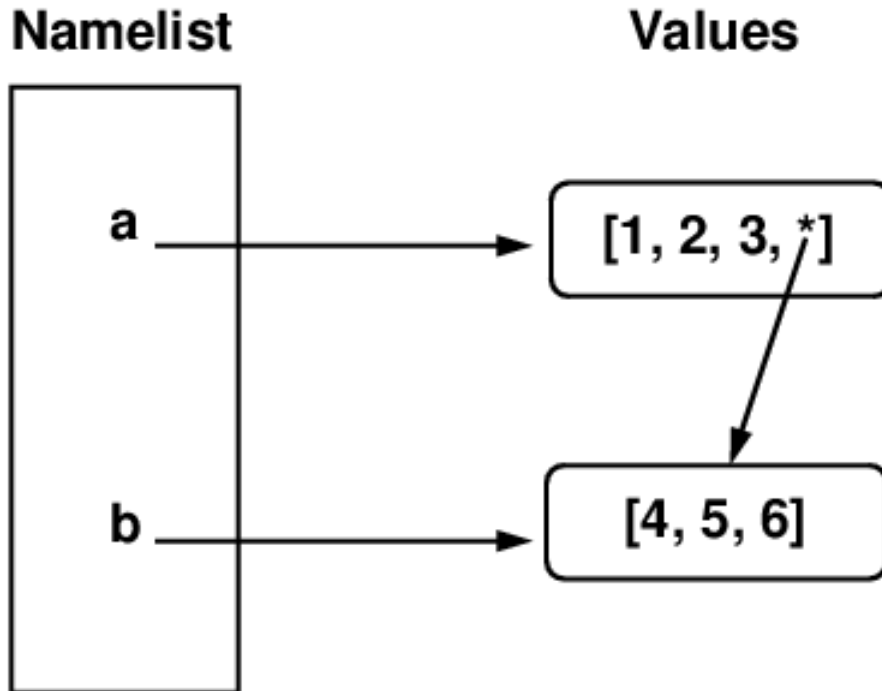 Namelist Values
a [1, 2, 3, *]
b [4, 5, 6]